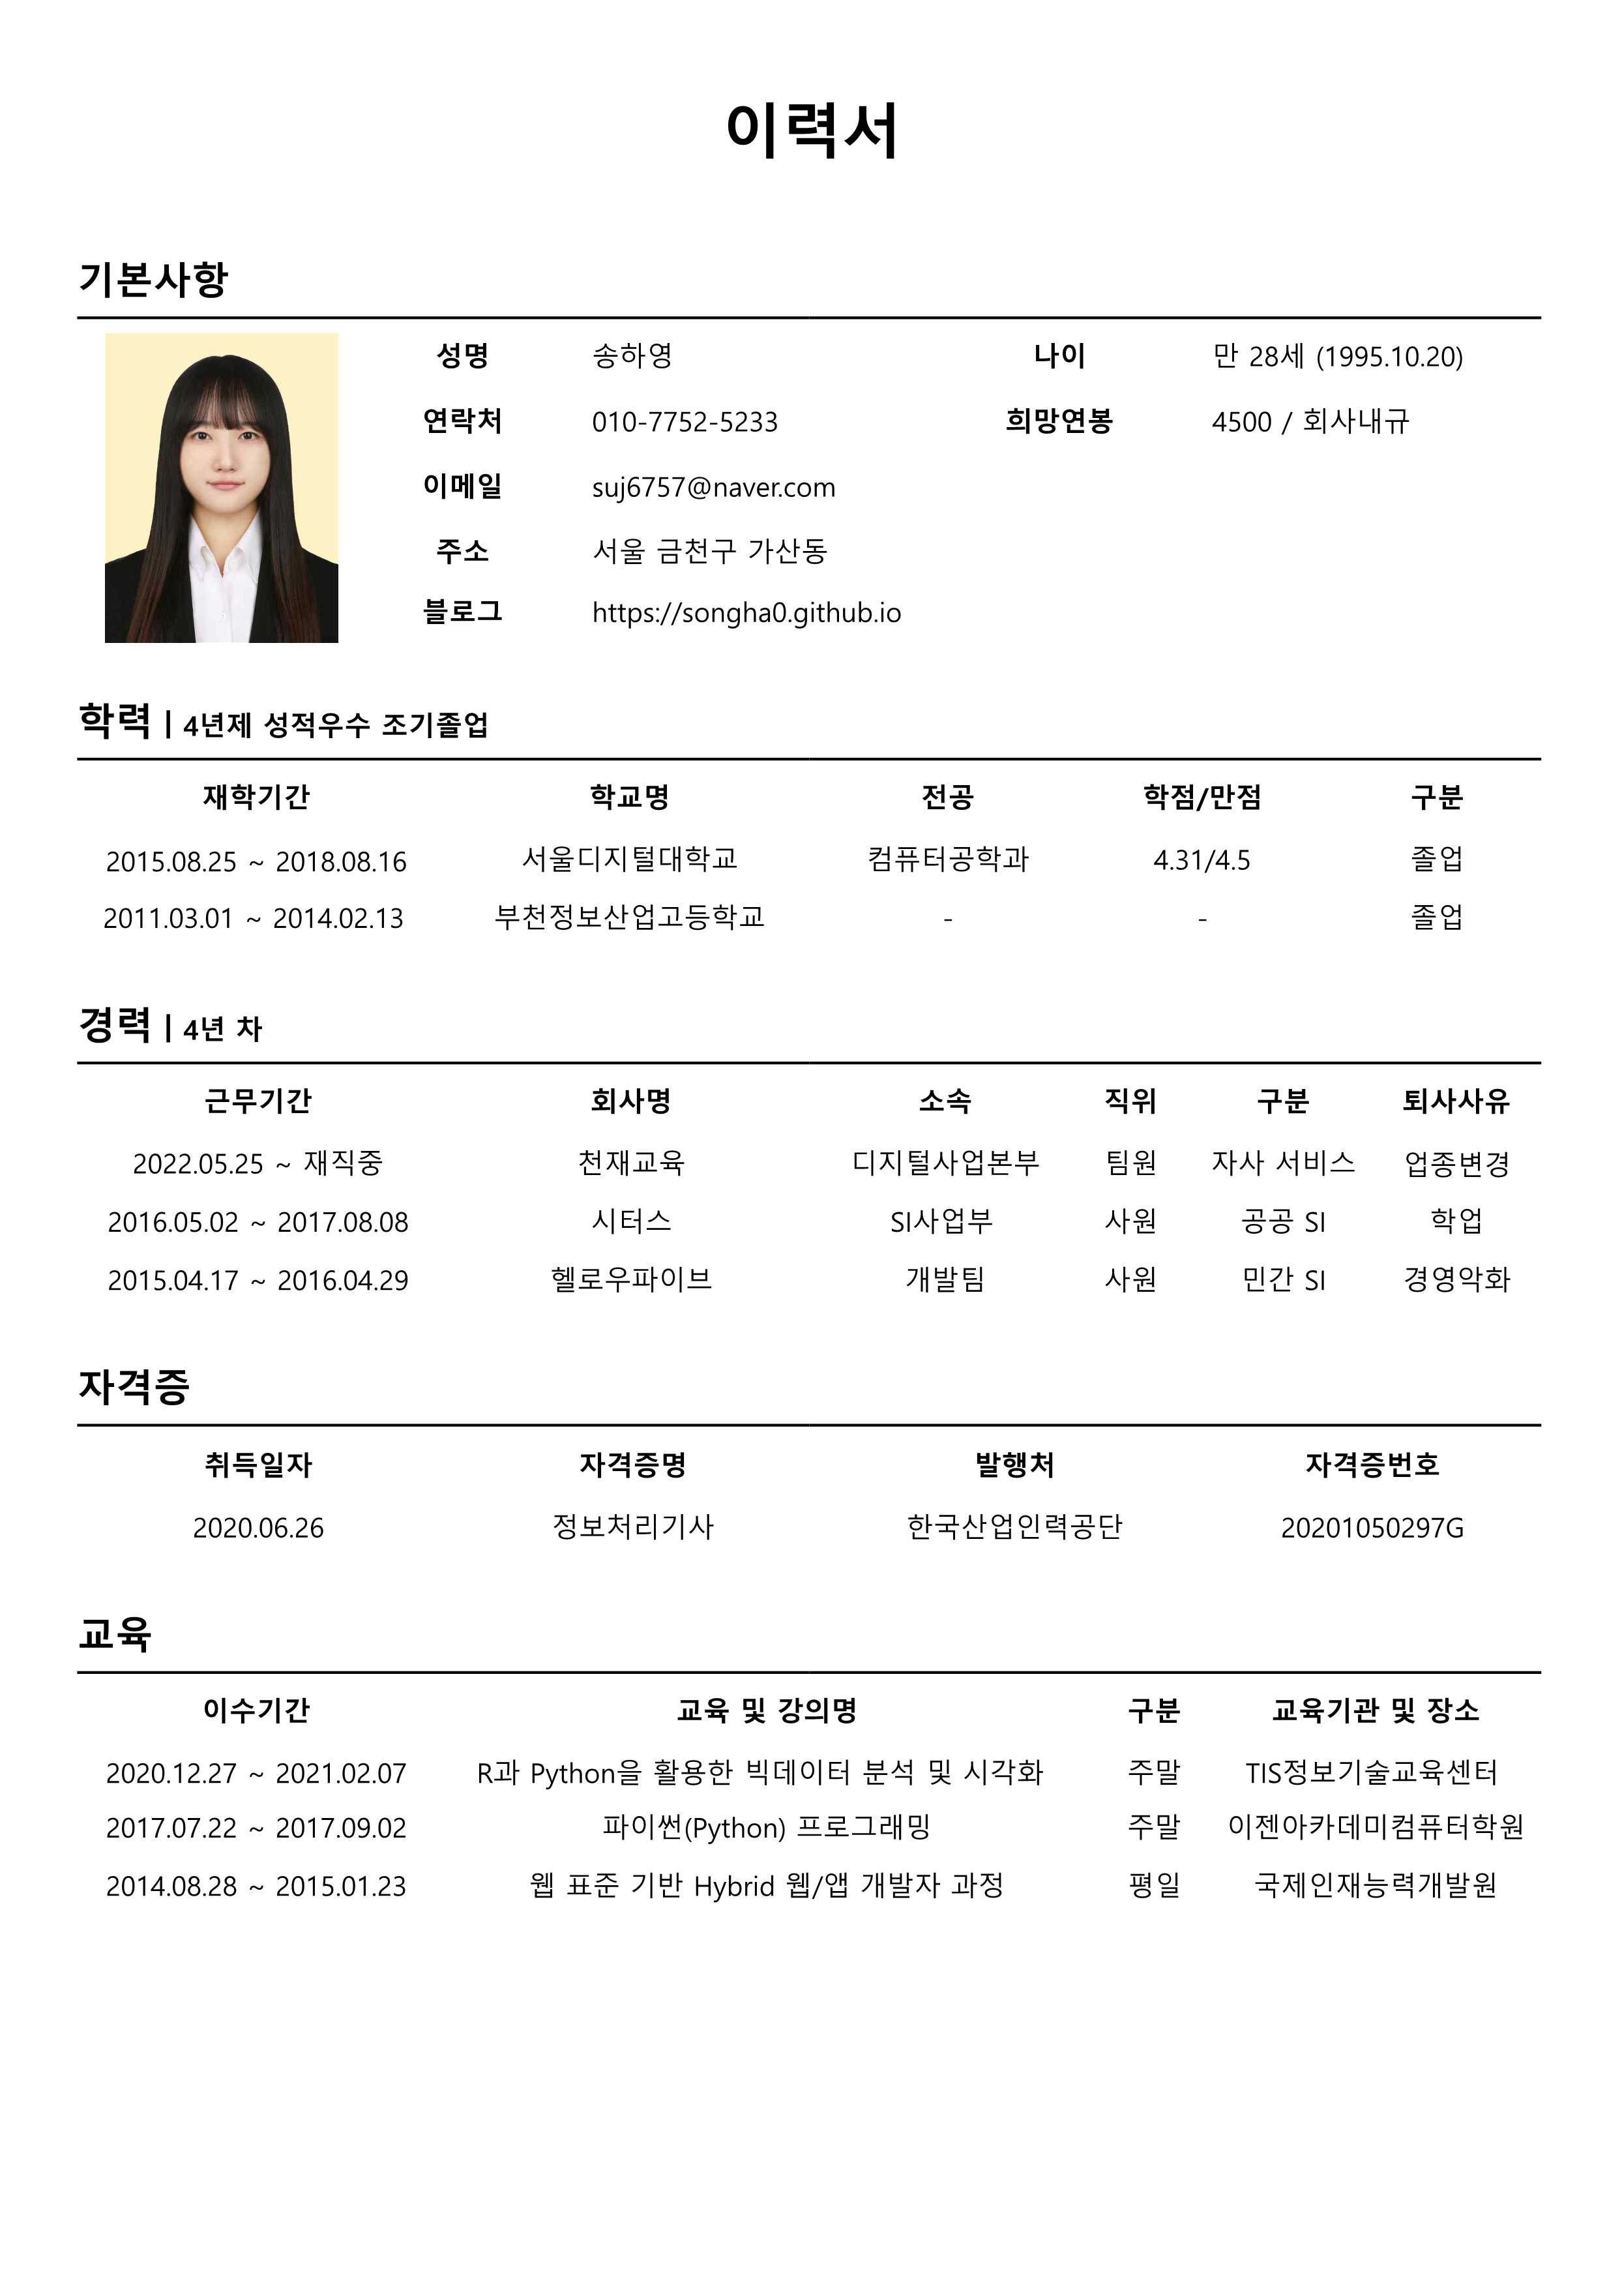 이력서
기본사항
성명 송하영 나이 만 28세 (1995.10.20)
연락처 010-7752-5233 희망연봉 4500 / 회사내규
이메일 suj6757@naver.com
주소 서울 금천구 가산동
블로그 https://songha0.github.io
학력 | 4년제 성적우수 조기졸업
재학기간 학교명 전공 학점/만점 구분
2015.08.25 ~ 2018.08.16 서울디지털대학교 컴퓨터공학과 4.31/4.5 졸업
2011.03.01 ~ 2014.02.13 부천정보산업고등학교 - - 졸업
경력 | 4년 차
근무기간 회사명 소속 직위 구분 퇴사사유
2022.05.25 ~ 재직중 천재교육 디지털사업본부 팀원 자사 서비스 업종변경
2016.05.02 ~ 2017.08.08 시터스 SI사업부 사원 공공 SI 학업
2015.04.17 ~ 2016.04.29 헬로우파이브 개발팀 사원 민간 SI 경영악화
자격증
취득일자 자격증명 발행처 자격증번호
2020.06.26 정보처리기사 한국산업인력공단 20201050297G
교육
이수기간 교육 및 강의명 구분 교육기관 및 장소
2020.12.27 ~ 2021.02.07 R과 Python을 활용한 빅데이터 분석 및 시각화 주말 TIS정보기술교육센터
2017.07.22 ~ 2017.09.02 파이썬(Python) 프로그래밍 주말 이젠아카데미컴퓨터학원
2014.08.28 ~ 2015.01.23 웹 표준 기반 Hybrid 웹/앱 개발자 과정 평일 국제인재능력개발원